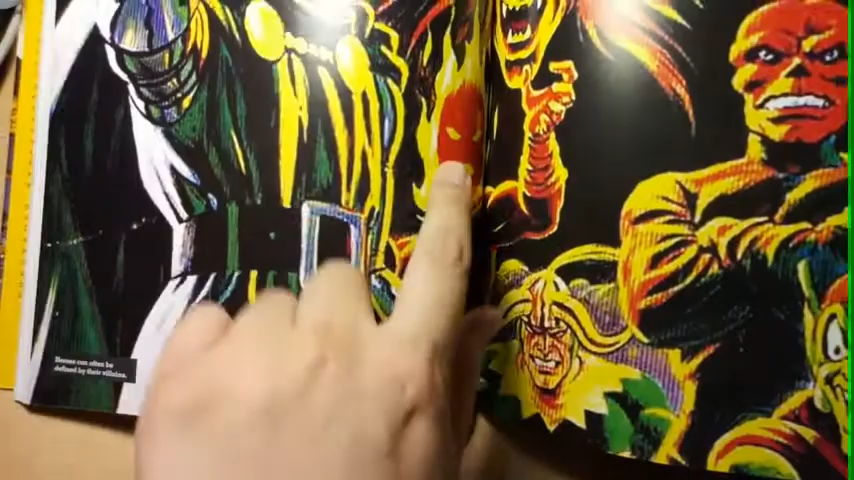 Heroes can often be
defined by their villains.